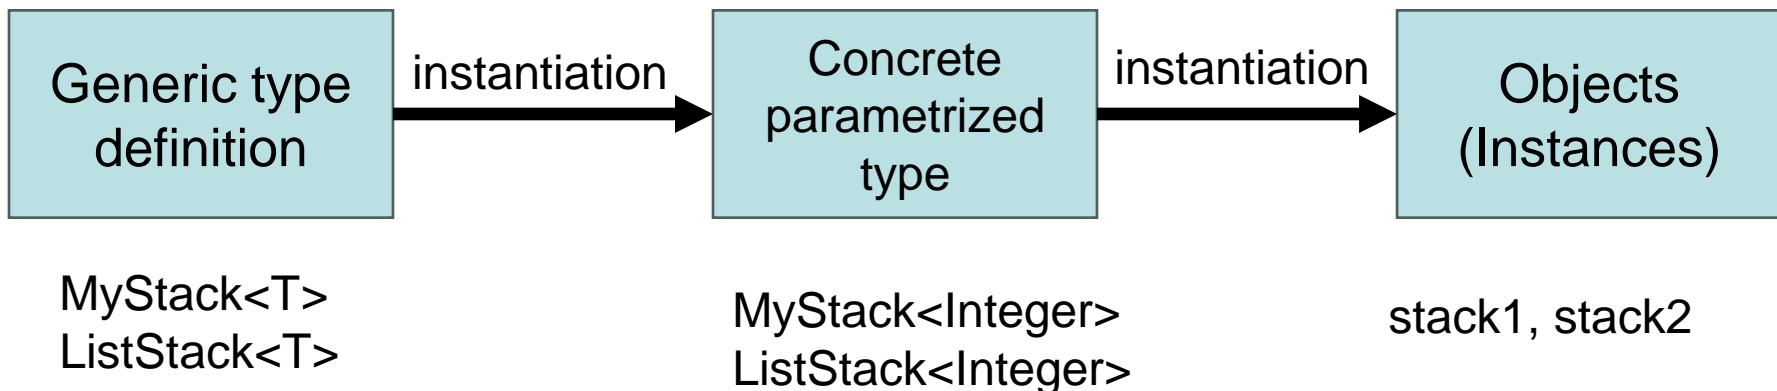 Generic type
definition
instantiation
Concrete
parametrized
type
instantiation
Objects
(Instances)
MyStack<T>
ListStack<T>
MyStack<Integer>
ListStack<Integer>
stack1, stack2